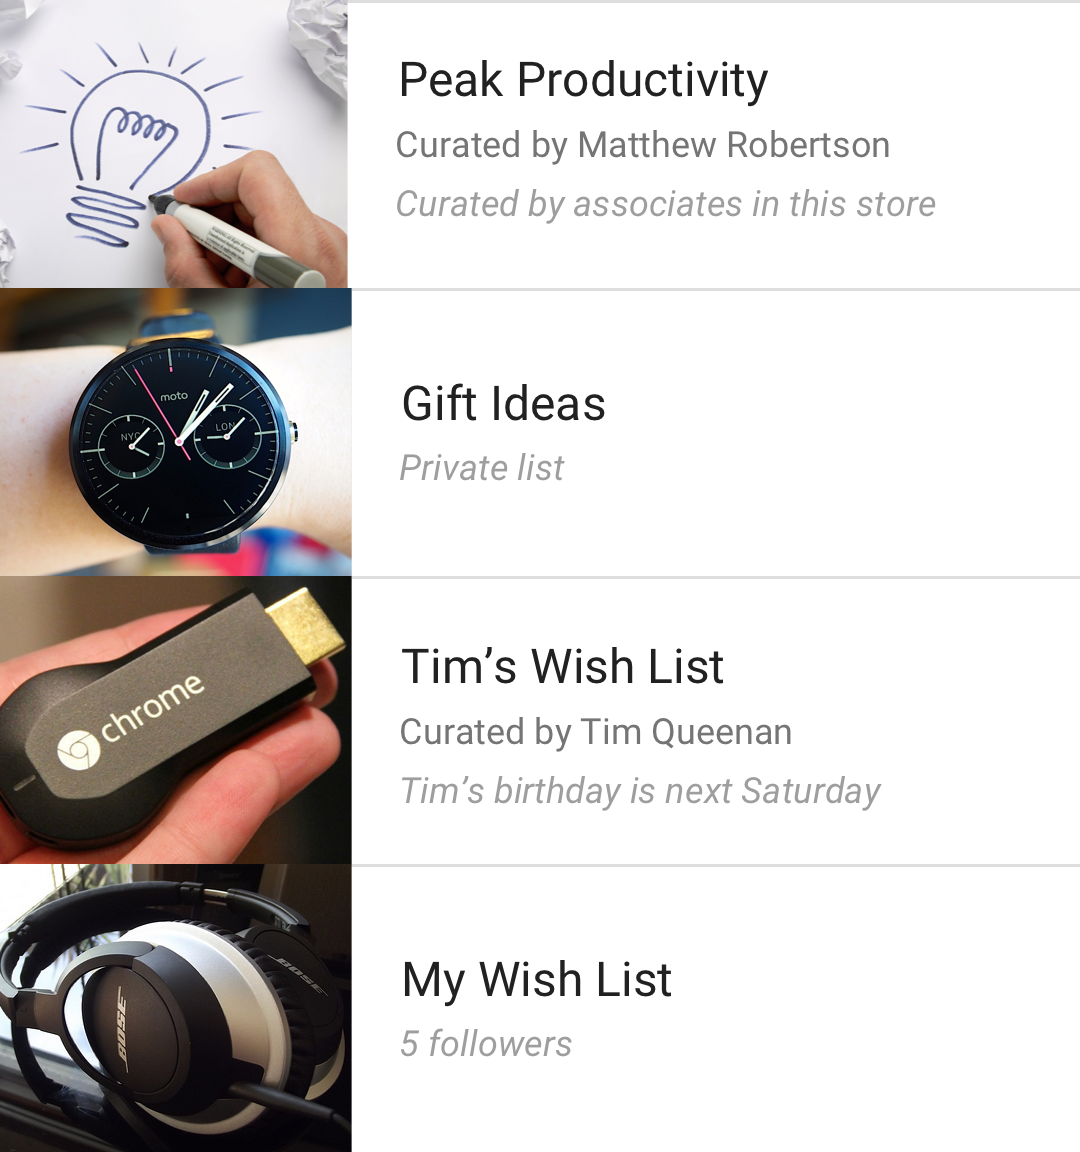 Peak Productivity
Curated by Matthew Robertson
Curated by associates in this store
moto
NYC
LON
Gift Ideas
Private list
chrome
Tim’s Wish List
Curated by Tim Queenan
Tim’s birthday is next Saturday
BOSE
BOSE
My Wish List
5 followers